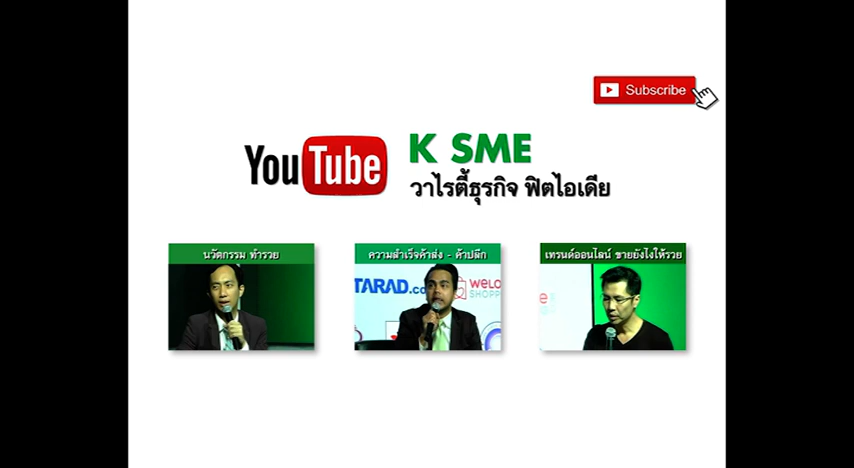 Subscribe
YouTube
K SME
วาไรตี้ธุรกิจ ฟิตไอเดีย
นวัตกรรม ทำรวย
ความสำเร็จค้าส่ง - ค้าปลีก
เทรนด์ออนไลน์ ขายยังไงให้รวย
TARAD.co
WELO
SHOPP